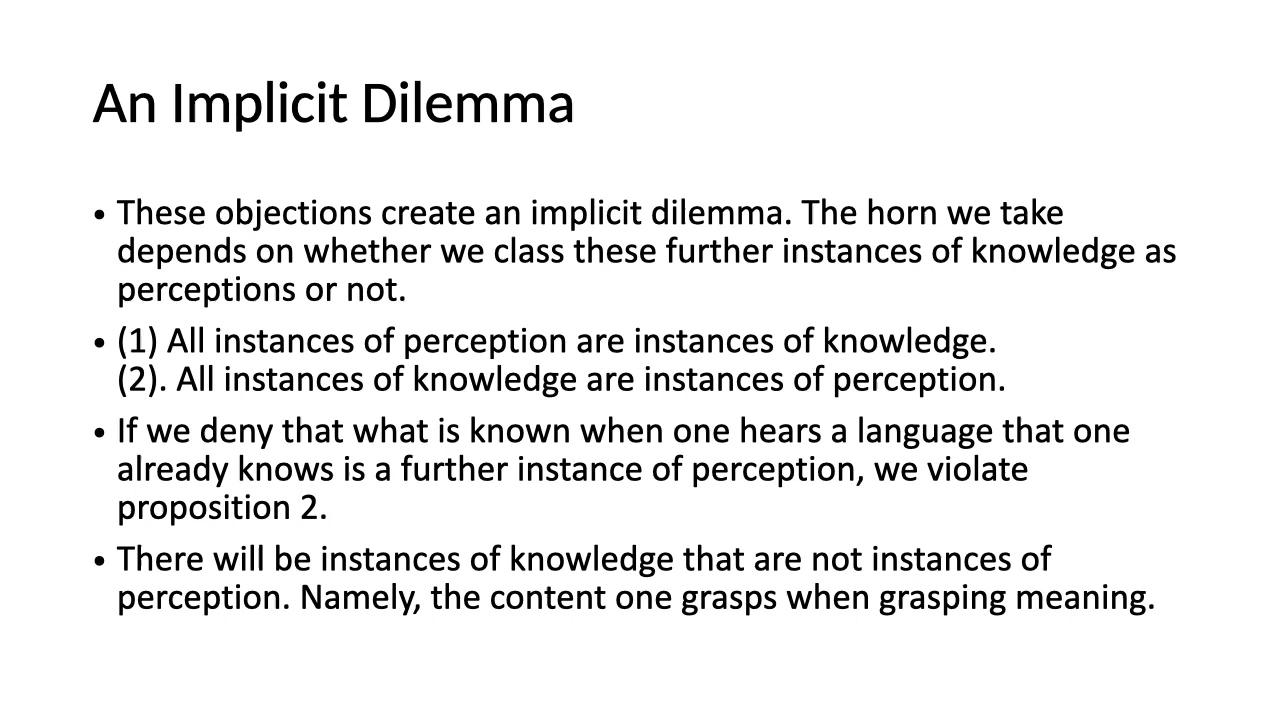 An Implicit Dilemma
• These objections create an implicit dilemma. The horn we take
depends on whether we class these further instances of knowledge as
perceptions or not.
• (1) All instances of perception are instances of knowledge.
(2). All instances of knowledge are instances of perception.
• If we deny that what is known when one hears a language that one
already knows is a further instance of perception, we violate
proposition 2.
• There will be instances of knowledge that are not instances of
perception. Namely, the content one grasps when grasping meaning.